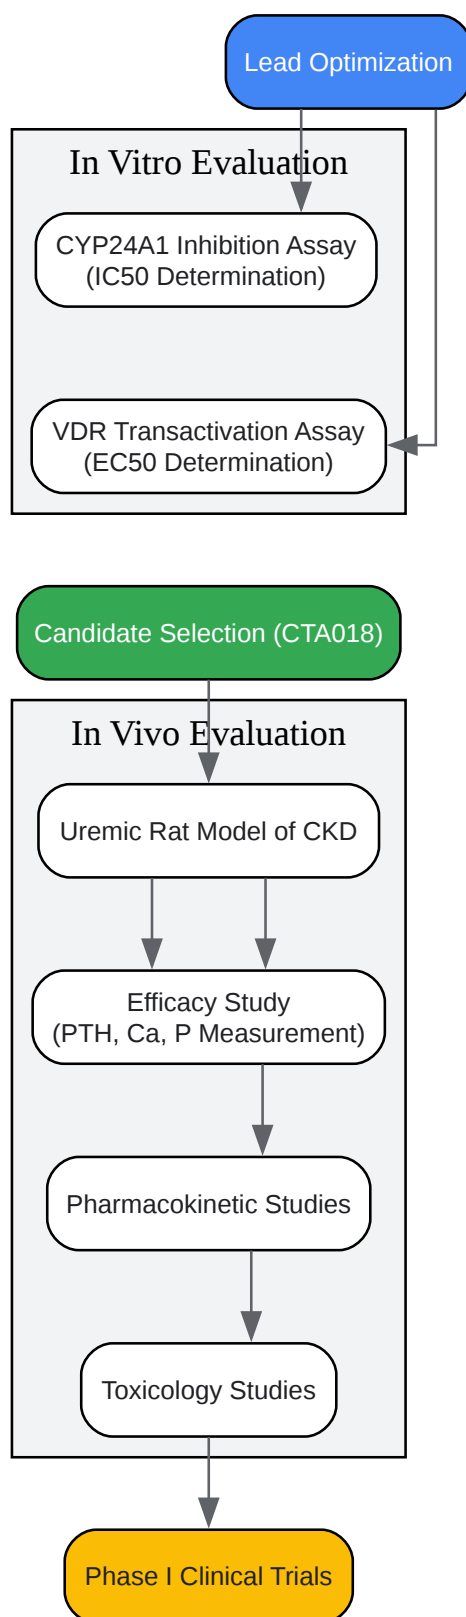 Lead Optimization
In Vitro Evaluation
CYP24A1 Inhibition Assay
(IC50 Determination)
VDR Transactivation Assay
(EC50 Determination)
Candidate Selection (CTA018)
In Vivo Evaluation
Uremic Rat Model of CKD
Efficacy Study
(PTH, Ca, P Measurement)
Pharmacokinetic Studies
Toxicology Studies
Phase I Clinical Trials